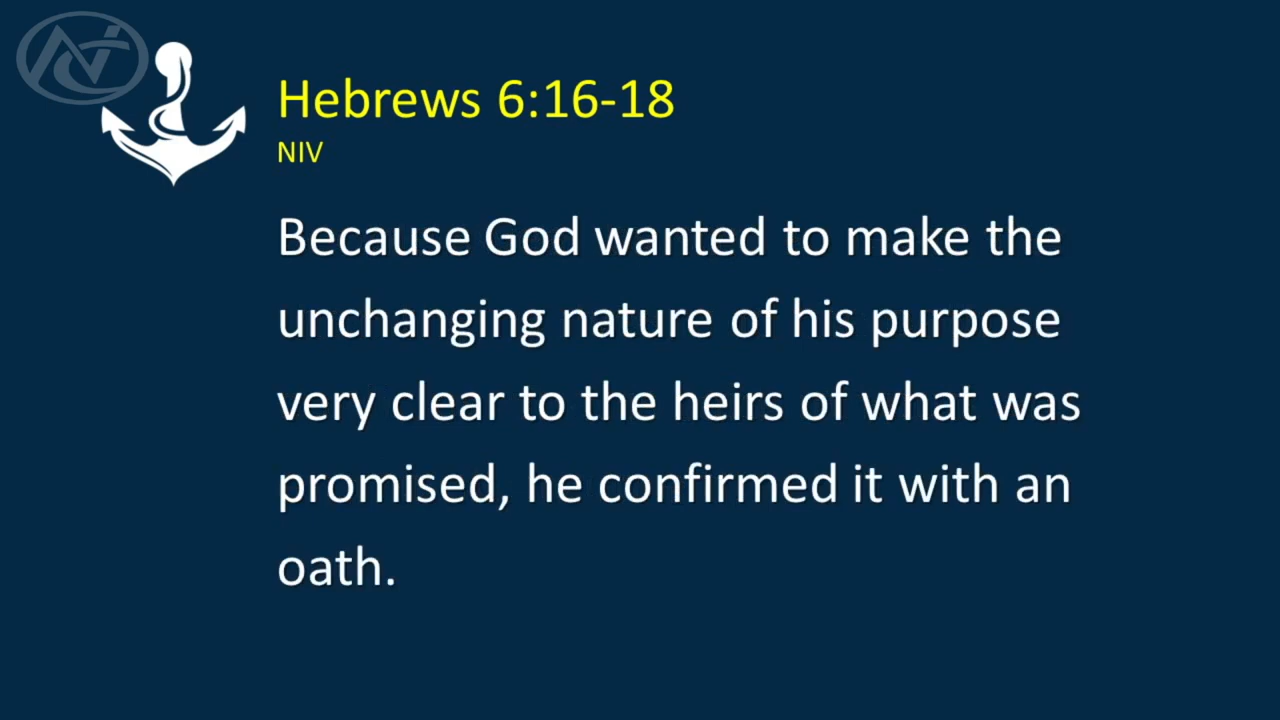 Hebrews 6:16-18
NIV
Because God wanted to make the
unchanging nature of his purpose
very clear to the heirs of what was
promised, he confirmed it with an
oath.